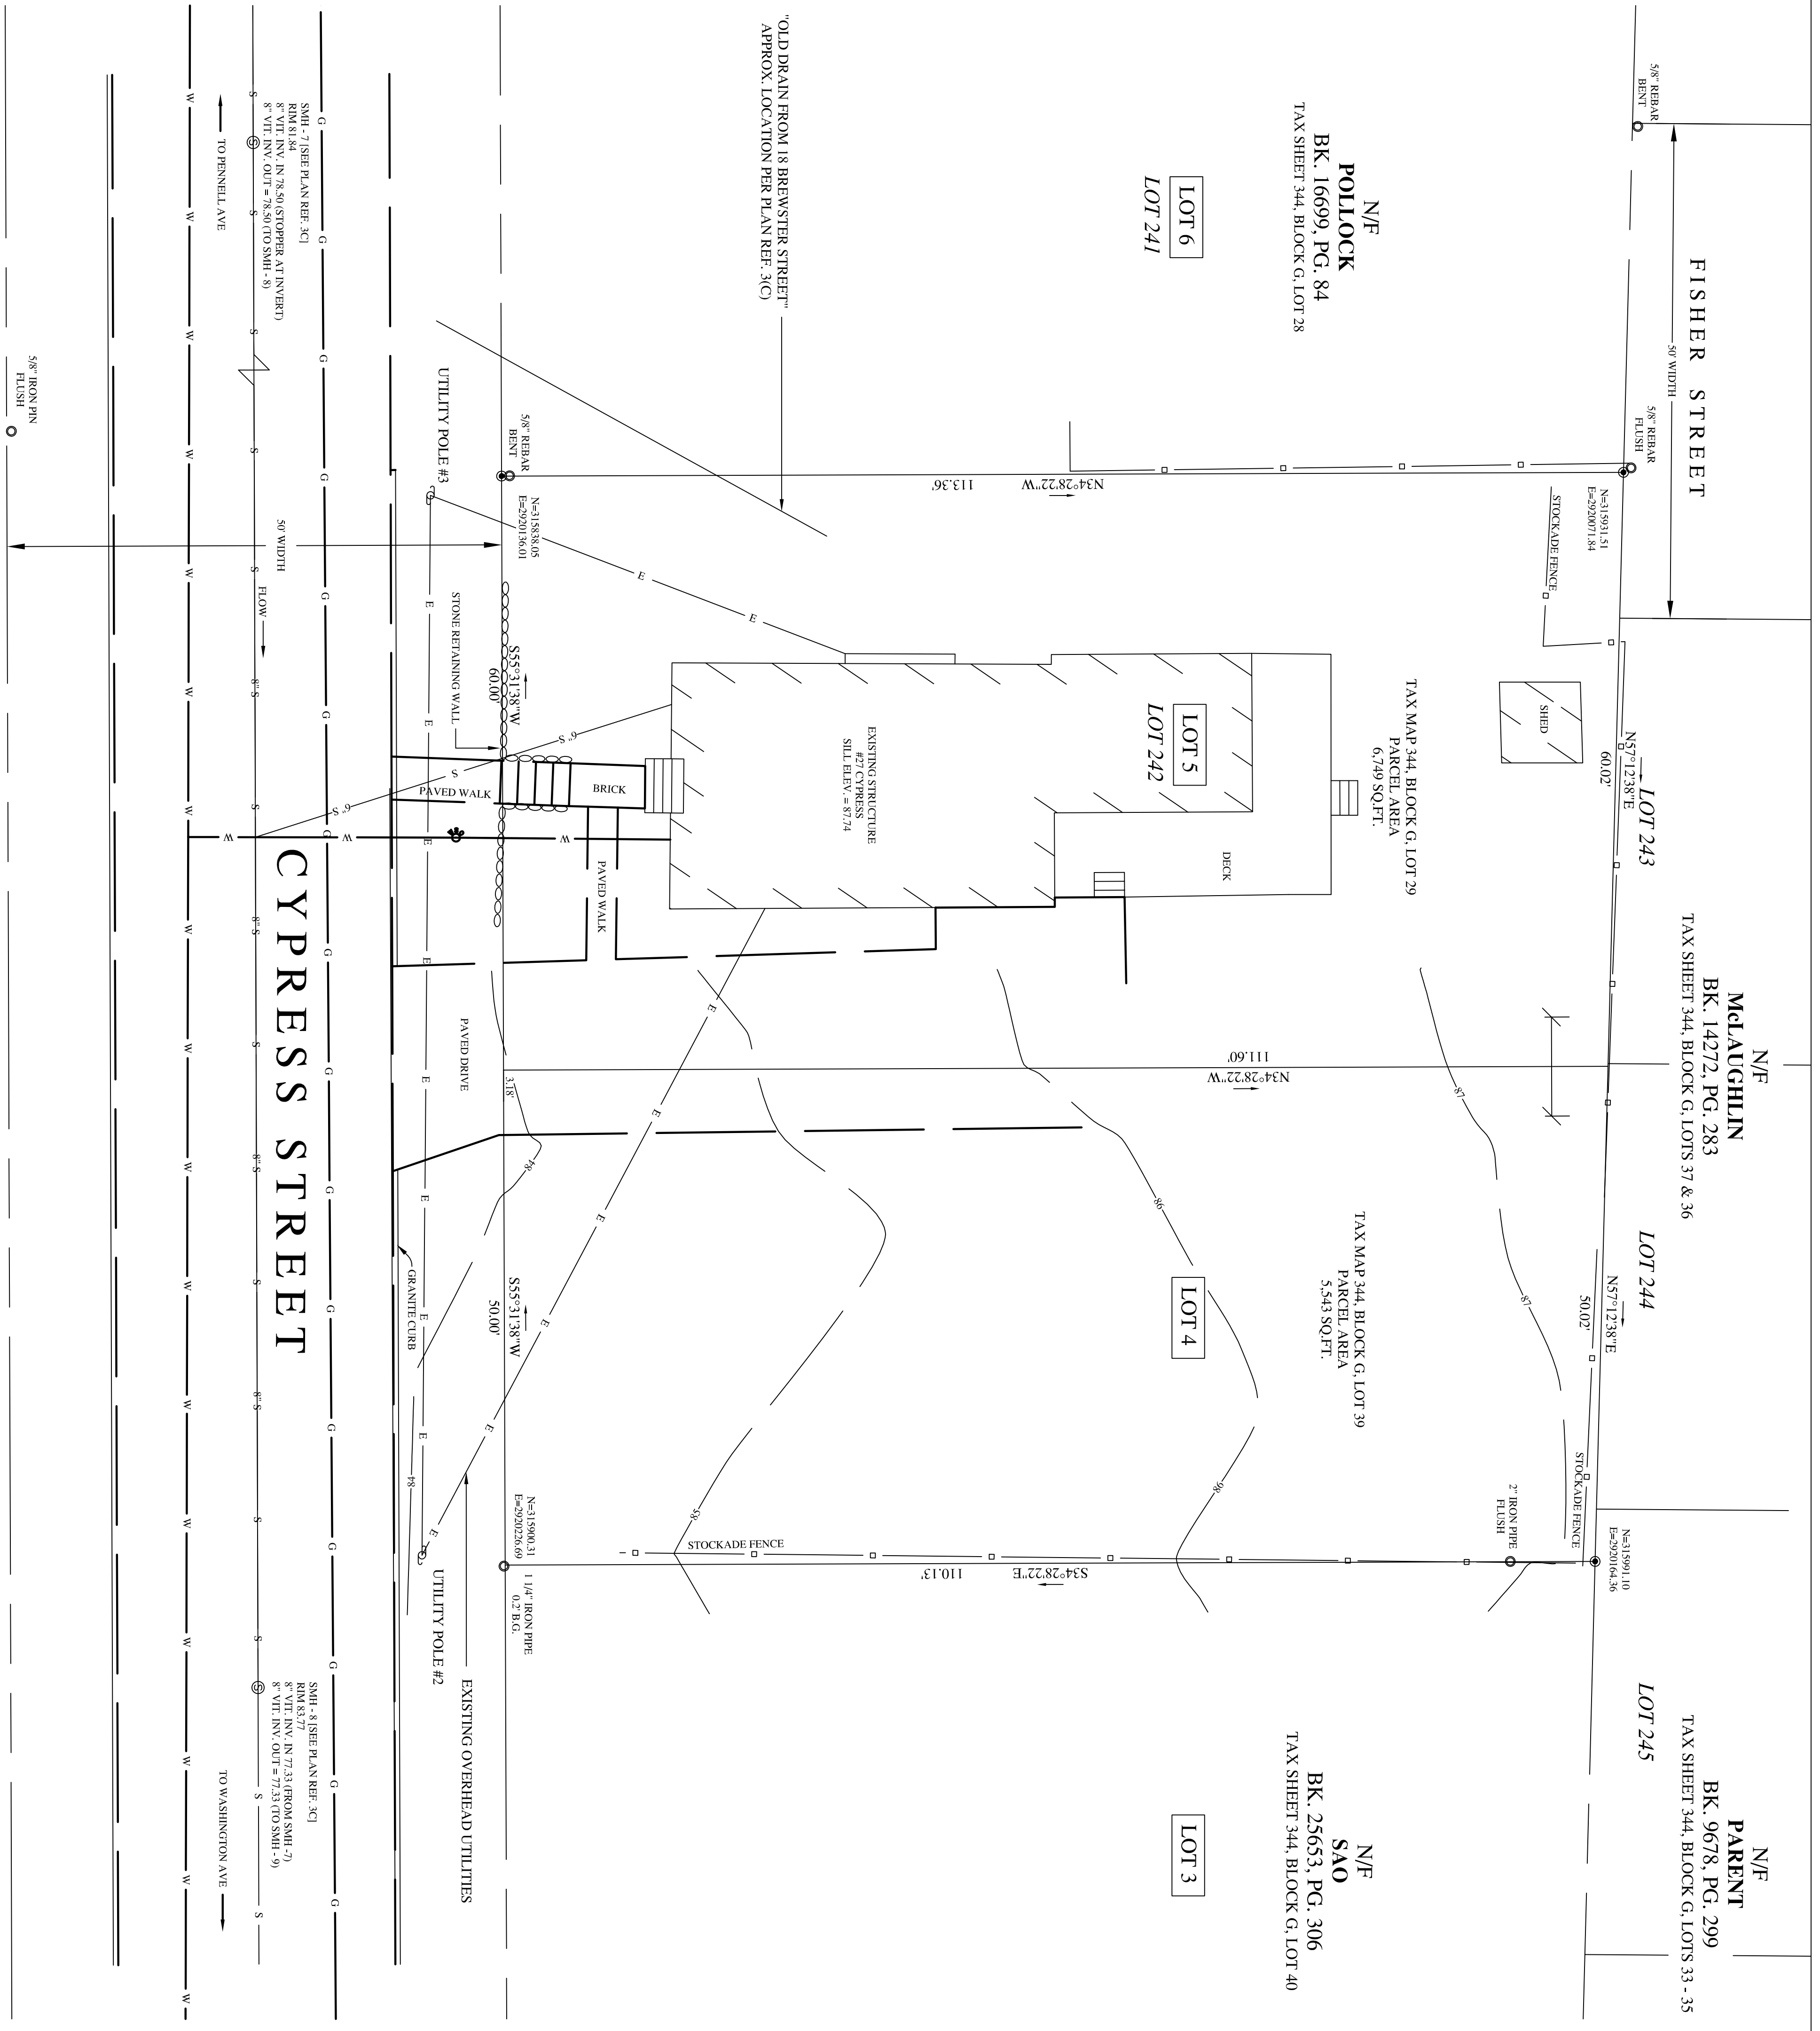 FISHER STREET
50' WIDTH
5/8" REBAR
BENT
5/8" REBAR
FLUSH
N=315931.51
E=2920071.84
STOCKADE FENCE
N/F
POLLOCK
BK. 16699, PG. 84
TAX SHEET 344, BLOCK G, LOT 28
LOT 6
LOT 241
"OLD DRAIN FROM 18 BREWSTER STREET"
APPROX. LOCATION PER PLAN REF. 3(C)
N34°28'22"W
113.36'
N/F
McLAUGHLIN
BK. 14272, PG. 283
TAX SHEET 344, BLOCK G, LOTS 37 & 36
LOT 243
N57°12'38"E
60.02'
SHED
TAX MAP 344, BLOCK G, LOT 29
PARCEL AREA
6,749 SQ.FT.
DECK
LOT 5
LOT 242
EXISTING STRUCTURE
#27 CYPRESS
SILL ELEV. = 87.74
BRICK
PAVED WALK
PAVED WALK
LOT 244
N57°12'38"E
50.02'
87
87
N34°28'22"W
111.60'
TAX MAP 344, BLOCK G, LOT 39
PARCEL AREA
5,543 SQ.FT.
LOT 4
86
86
85
STOCKADE FENCE
2" IRON PIPE
FLUSH
N=315991.10
E=2920164.36
STOCKADE FENCE
S34°28'22"E
110.13'
N/F
PARENT
BK. 9678, PG. 299
TAX SHEET 344, BLOCK G, LOTS 33 - 35
LOT 245
N/F
SAO
BK. 25653, PG. 306
TAX SHEET 344, BLOCK G, LOT 40
LOT 3
5/8" REBAR
BENT
N=315838.05
E=2920136.01
UTILITY POLE #3
S55°31'38"W
60.00'
STONE RETAINING WALL
E E
6" S
S
6" S
W W W
E E E E E E E E
PAVED DRIVE
3.18'
84
84
E E E E E E
S55°31'38"W
50.00'
GRANITE CURB
N=315900.31
E=2920226.69
1 1/4" IRON PIPE
0.2' B.G.
UTILITY POLE #2
EXISTING OVERHEAD UTILITIES
G G G G G G G G G G G G G G G G
SMH - 7 [SEE PLAN REF. 3C]
RIM 81.84
8" VIT. INV. IN 78.50 (STOPPER AT INVERT)
8" VIT. INV. OUT = 78.50 (TO SMH - 8)
TO PENNELL AVE
50' WIDTH
FLOW
CYPRESS STREET
SMH - 8 [SEE PLAN REF. 3C]
RIM 83.77
8" VIT. INV. IN 77.33 (FROM SMH -7)
8" VIT. INV. OUT = 77.33 (TO SMH - 9)
TO WASHINGTON AVE
S S S S S S 8" S S 8" S S 8" S S 8" S S S S S S
W W W W W W W W W W W W W W W W W
5/8" IRON PIN
FLUSH